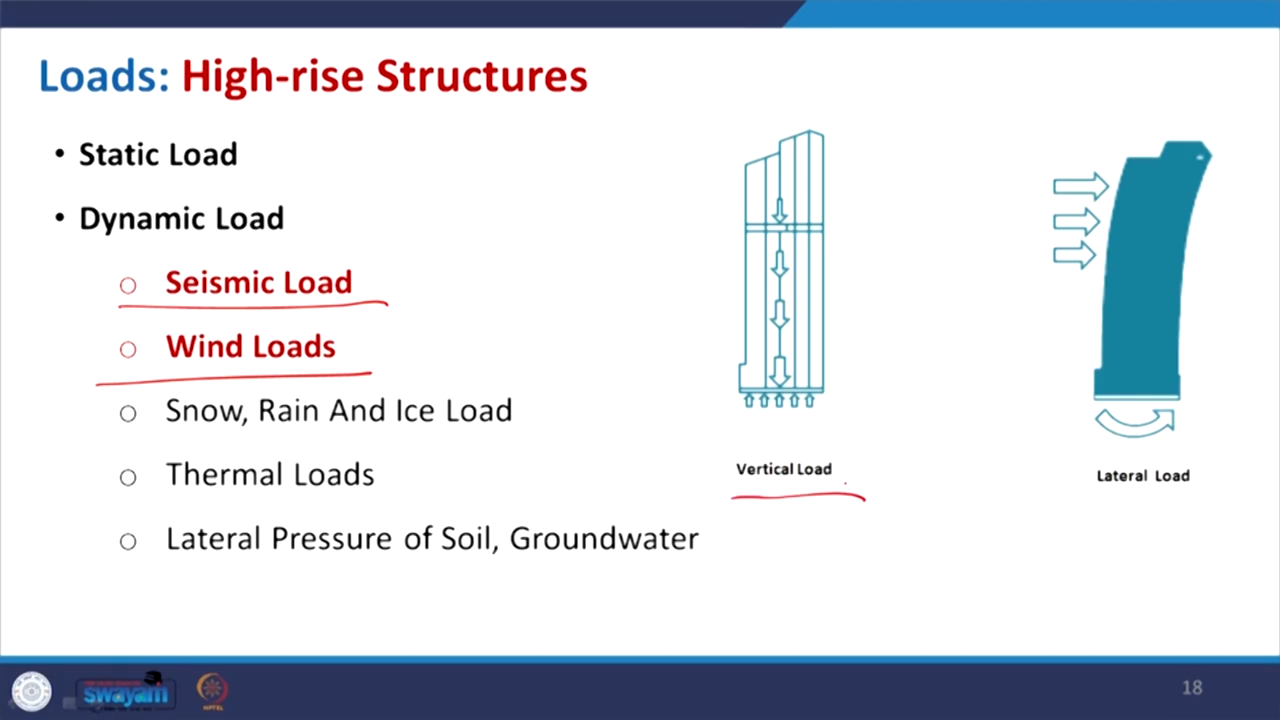 Loads: High-rise Structures
• Static Load
• Dynamic Load
○ Seismic Load
○ Wind Loads
○ Snow, Rain And Ice Load
○ Thermal Loads
○ Lateral Pressure of Soil, Groundwater
Vertical Load
Lateral Load
swayam
NPTEL
18